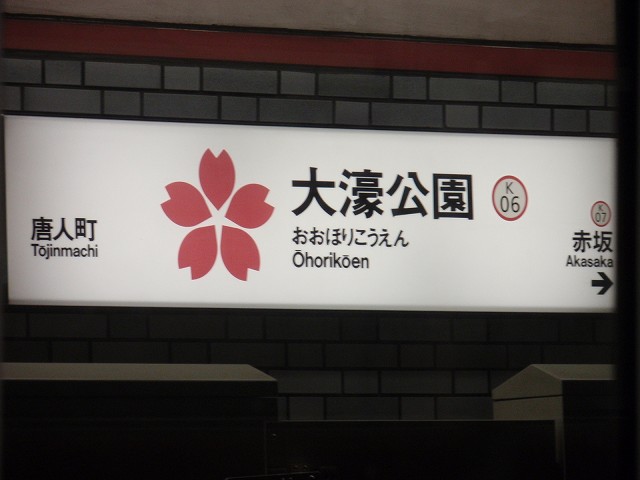 唐人町
Tōjinmachi
大濠公園
おおほりこうえん
Ōhorikōen
K
06
K
07
赤坂
Akasaka